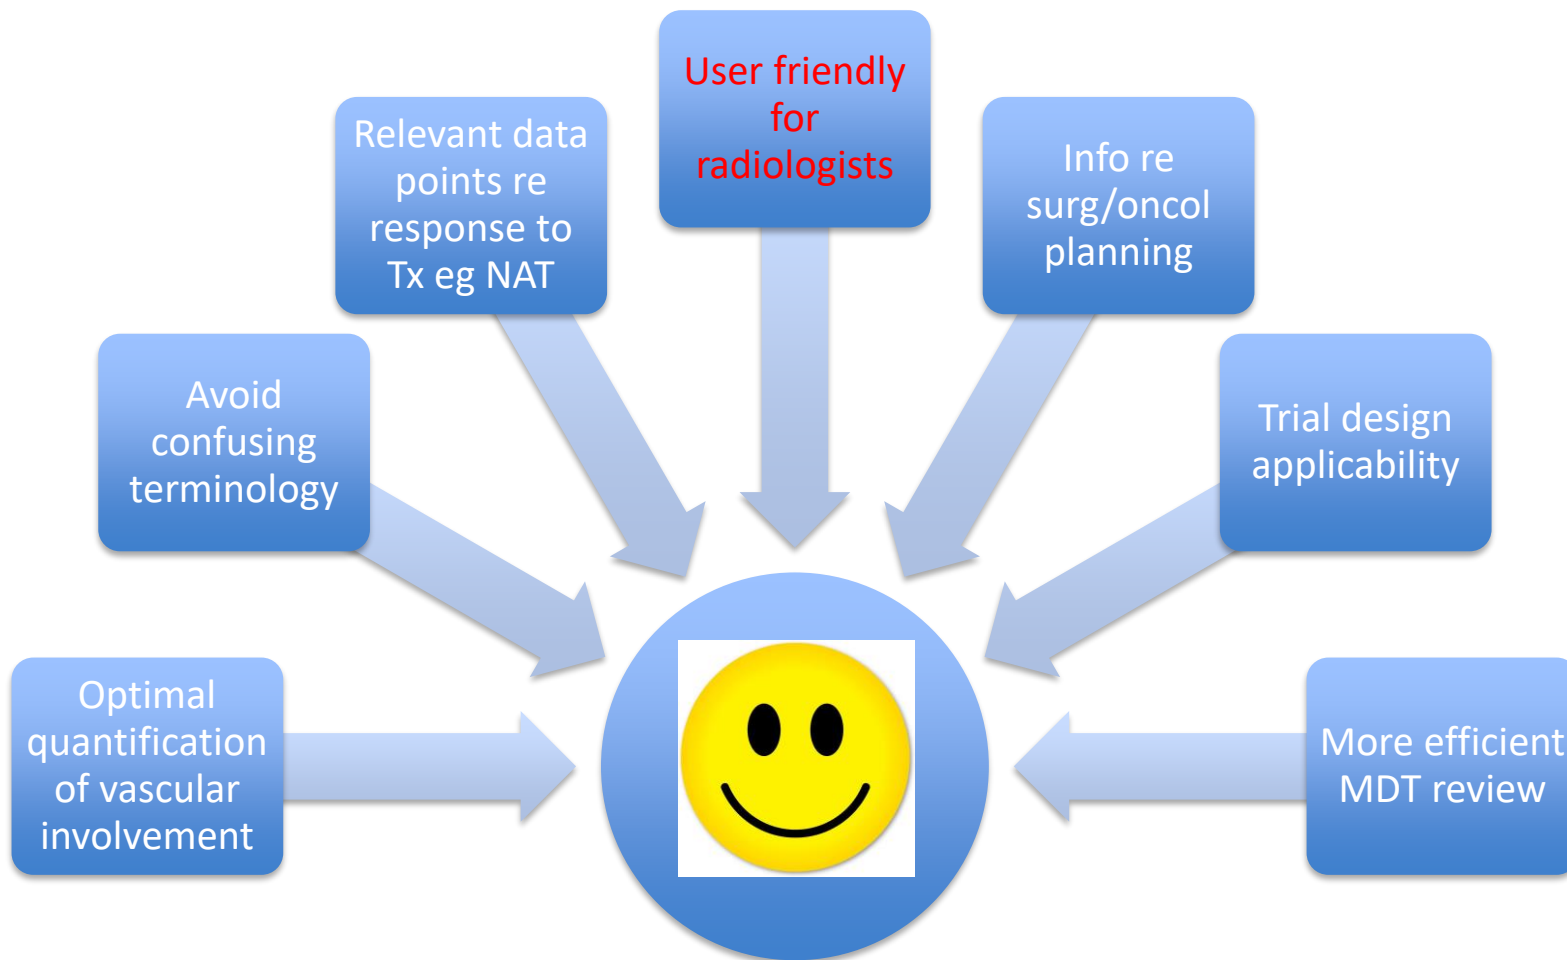 User friendly
for
radiologists
Relevant data
points re
response to
Tx eg NAT
Info re
surg/oncol
planning
Avoid
confusing
terminology
Trial design
applicability
Optimal
quantification
of vascular
involvement
More efficient
MDT review